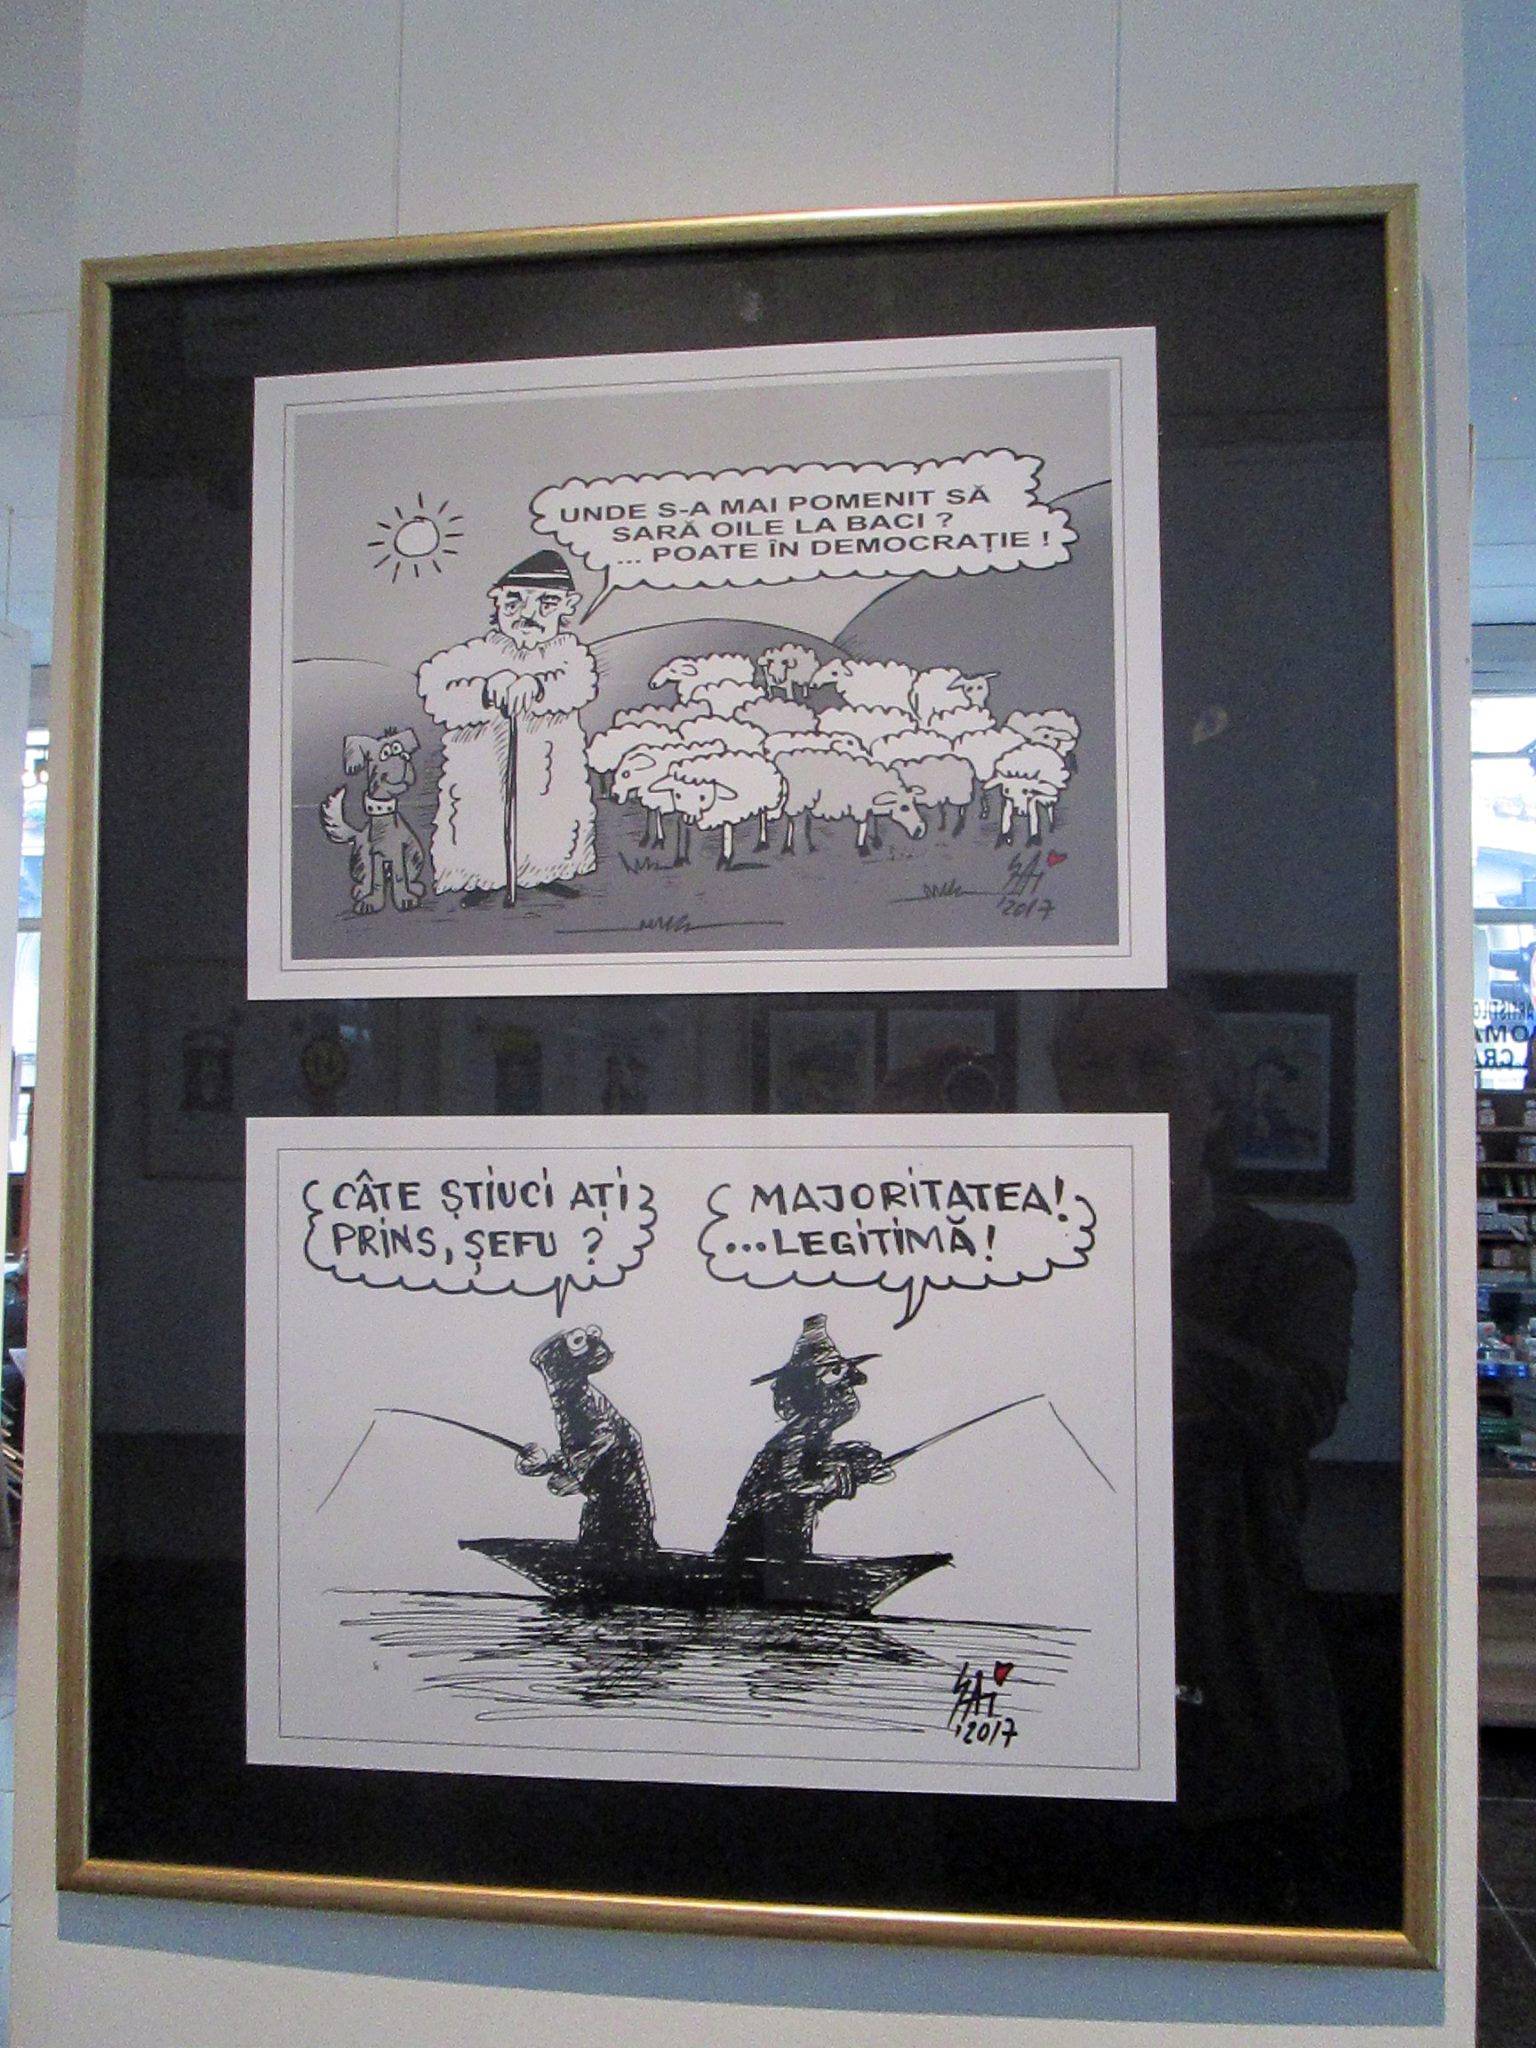 UNDE S-A MAI POMENIT SĂ
SARĂ OILE LA BACI ?
... POATE ÎN DEMOCRAȚIE !
'2017
CÂTE ȘTIUCI AȚI
PRINS, ȘEFU ?
MAJORITATEA!
...LEGITIMĂ!
'2017